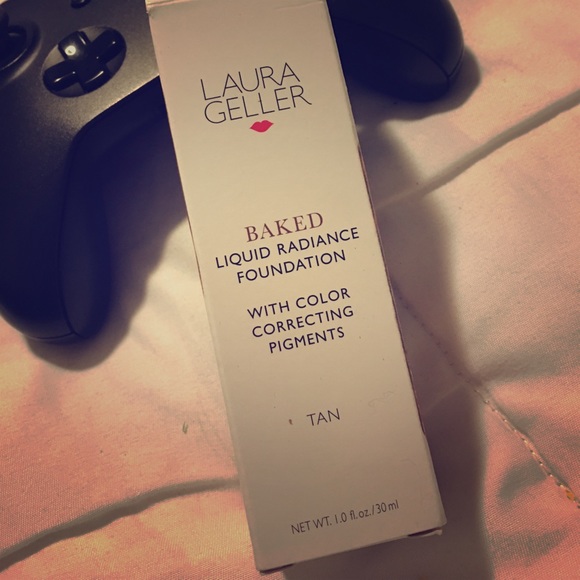 LAURA
GELLER
BAKED
LIQUID RADIANCE
FOUNDATION
WITH COLOR
CORRECTING
PIGMENTS
TAN
NET WT. 1.0 fl.oz./30ml